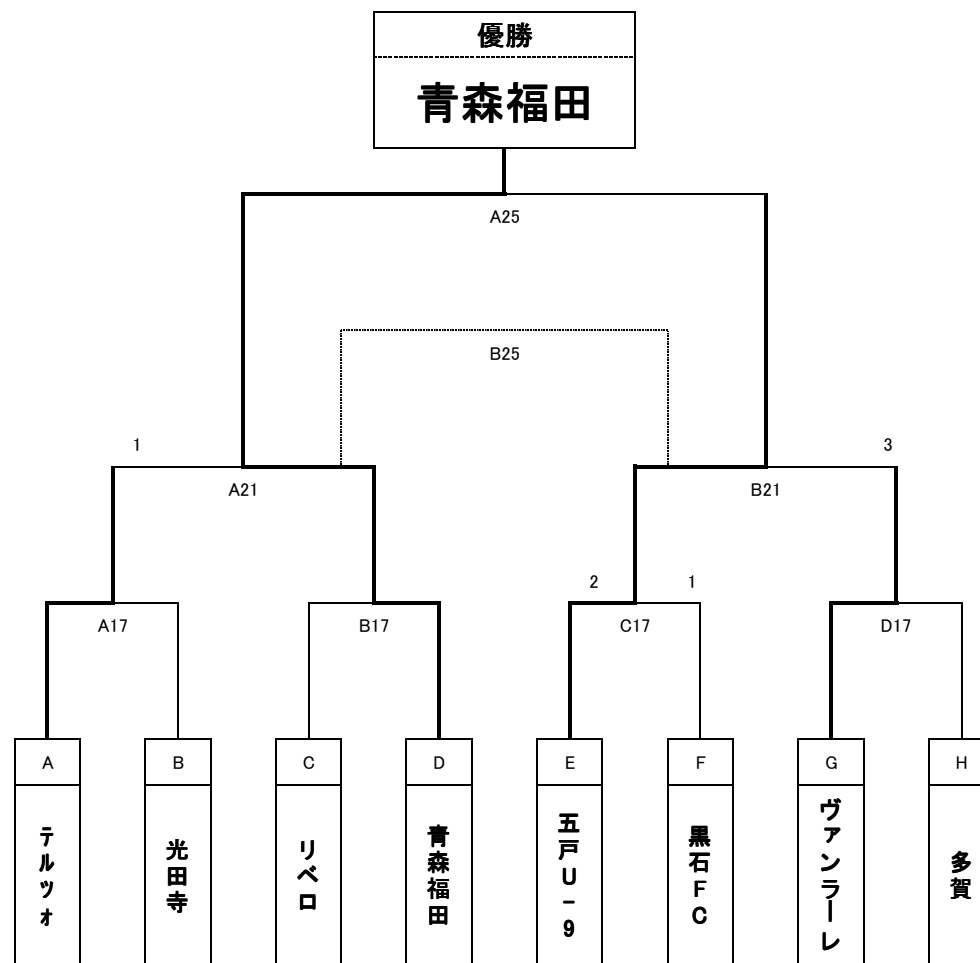 優勝
青森福田
A25
B25
1
3
A21
B21
2
1
A17
B17
C17
D17
A
B
C
D
E
F
G
H
テルツォ
光田寺
リベロ
青森福田
五戸U-9
黒石FC
ヴァンラーレ
多賀